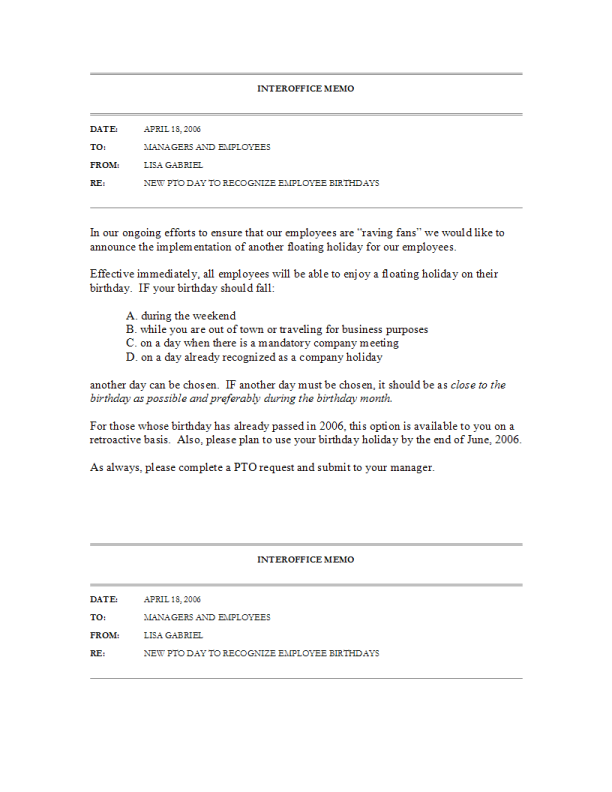 INTEROFFICE MEMO
DATE: APRIL 18, 2006
TO: MANAGERS AND EMPLOYEES
FROM: LISA GABRIEL
RE: NEW PTO DAY TO RECOGNIZE EMPLOYEE BIRTHDAYS
In our ongoing efforts to ensure that our employees are "raving fans" we would like to
announce the implementation of another floating holiday for our employees.
Effective immediately, all employees will be able to enjoy a floating holiday on their
birthday.  IF your birthday should fall:
A. during the weekend
B. while you are out of town or traveling for business purposes
C. on a day when there is a mandatory company meeting
D. on a day already recognized as a company holiday
another day can be chosen.  IF another day must be chosen, it should be as close to the
birthday as possible and preferably during the birthday month.
For those whose birthday has already passed in 2006, this option is available to you on a
retroactive basis.  Also, please plan to use your birthday holiday by the end of June, 2006.
As always, please complete a PTO request and submit to your manager.
INTEROFFICE MEMO
DATE: APRIL 18, 2006
TO: MANAGERS AND EMPLOYEES
FROM: LISA GABRIEL
RE: NEW PTO DAY TO RECOGNIZE EMPLOYEE BIRTHDAYS